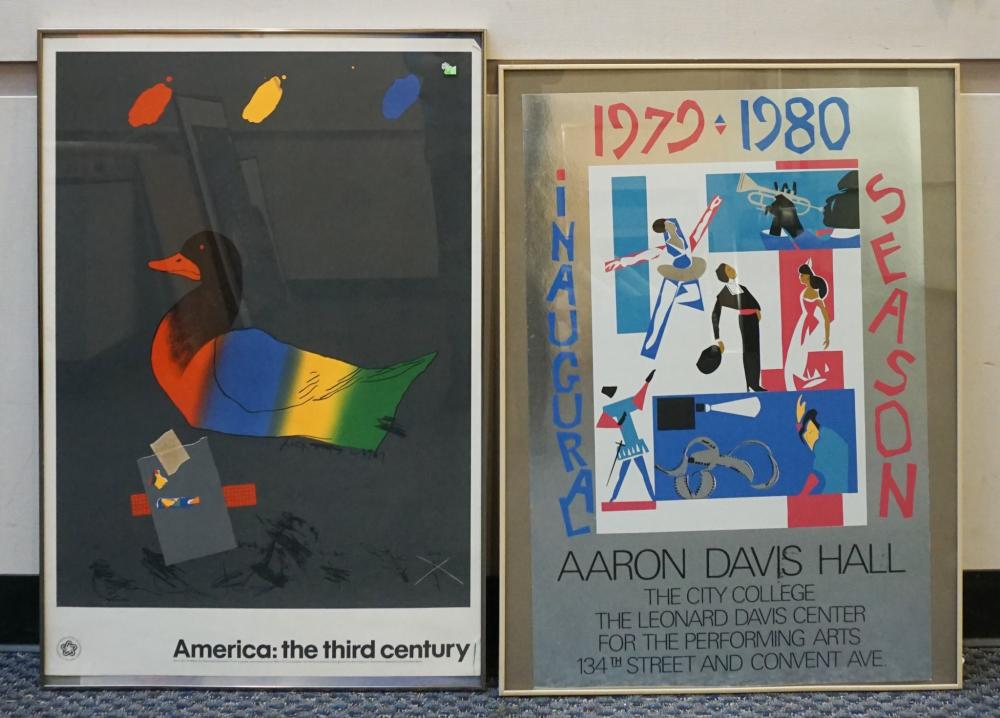 America: the third century
1979 · 1980
iNAUGURAL
SEASON
AARON DAVIS HALL
THE CITY COLLEGE
THE LEONARD DAVIS CENTER
FOR THE PERFORMING ARTS
134TH STREET AND CONVENT AVE.